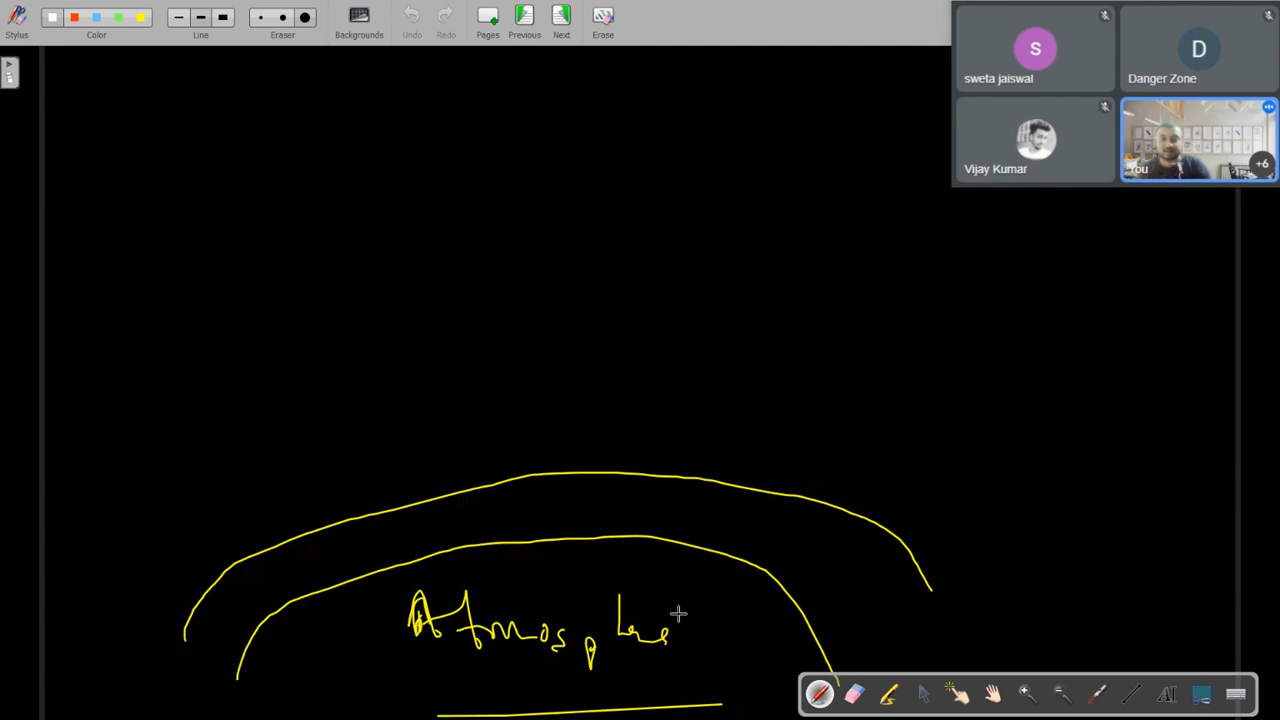 Stylus
Color
Line
Eraser
Backgrounds
Undo
Redo
Pages
Previous
Next
Erase
S
sweta jaiswal
D
Danger Zone
Vijay Kumar
You
+6
Atmosphere
AI